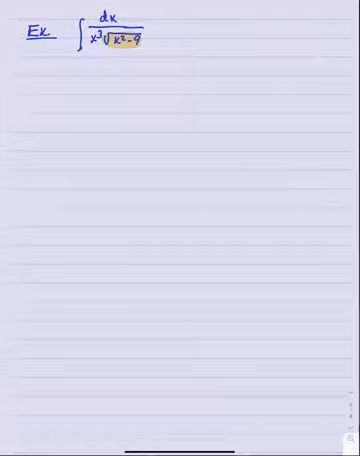 Ex. ∫ dx / x³√(x²-9)